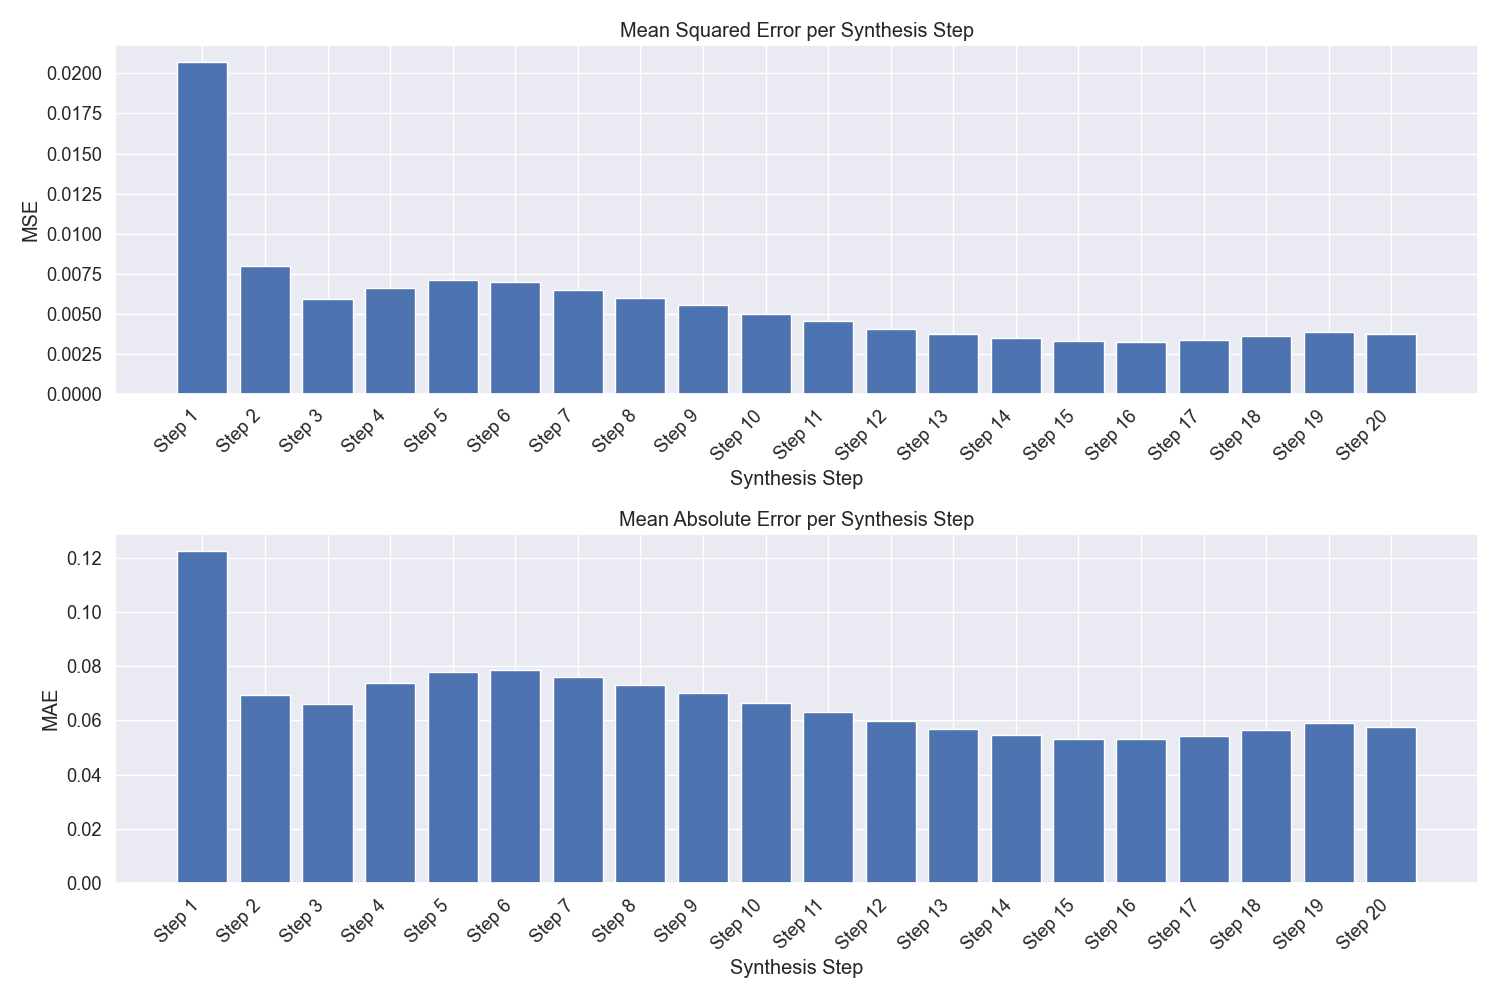 Mean Squared Error per Synthesis Step
MSE
0.0200
0.0175
0.0150
0.0125
0.0100
0.0075
0.0050
0.0025
0.0000
Step 1
Step 2
Step 3
Step 4
Step 5
Step 6
Step 7
Step 8
Step 9
Step 10
Step 11
Step 12
Step 13
Step 14
Step 15
Step 16
Step 17
Step 18
Step 19
Step 20
Synthesis Step
Mean Absolute Error per Synthesis Step
MAE
0.12
0.10
0.08
0.06
0.04
0.02
0.00
Step 1
Step 2
Step 3
Step 4
Step 5
Step 6
Step 7
Step 8
Step 9
Step 10
Step 11
Step 12
Step 13
Step 14
Step 15
Step 16
Step 17
Step 18
Step 19
Step 20
Synthesis Step